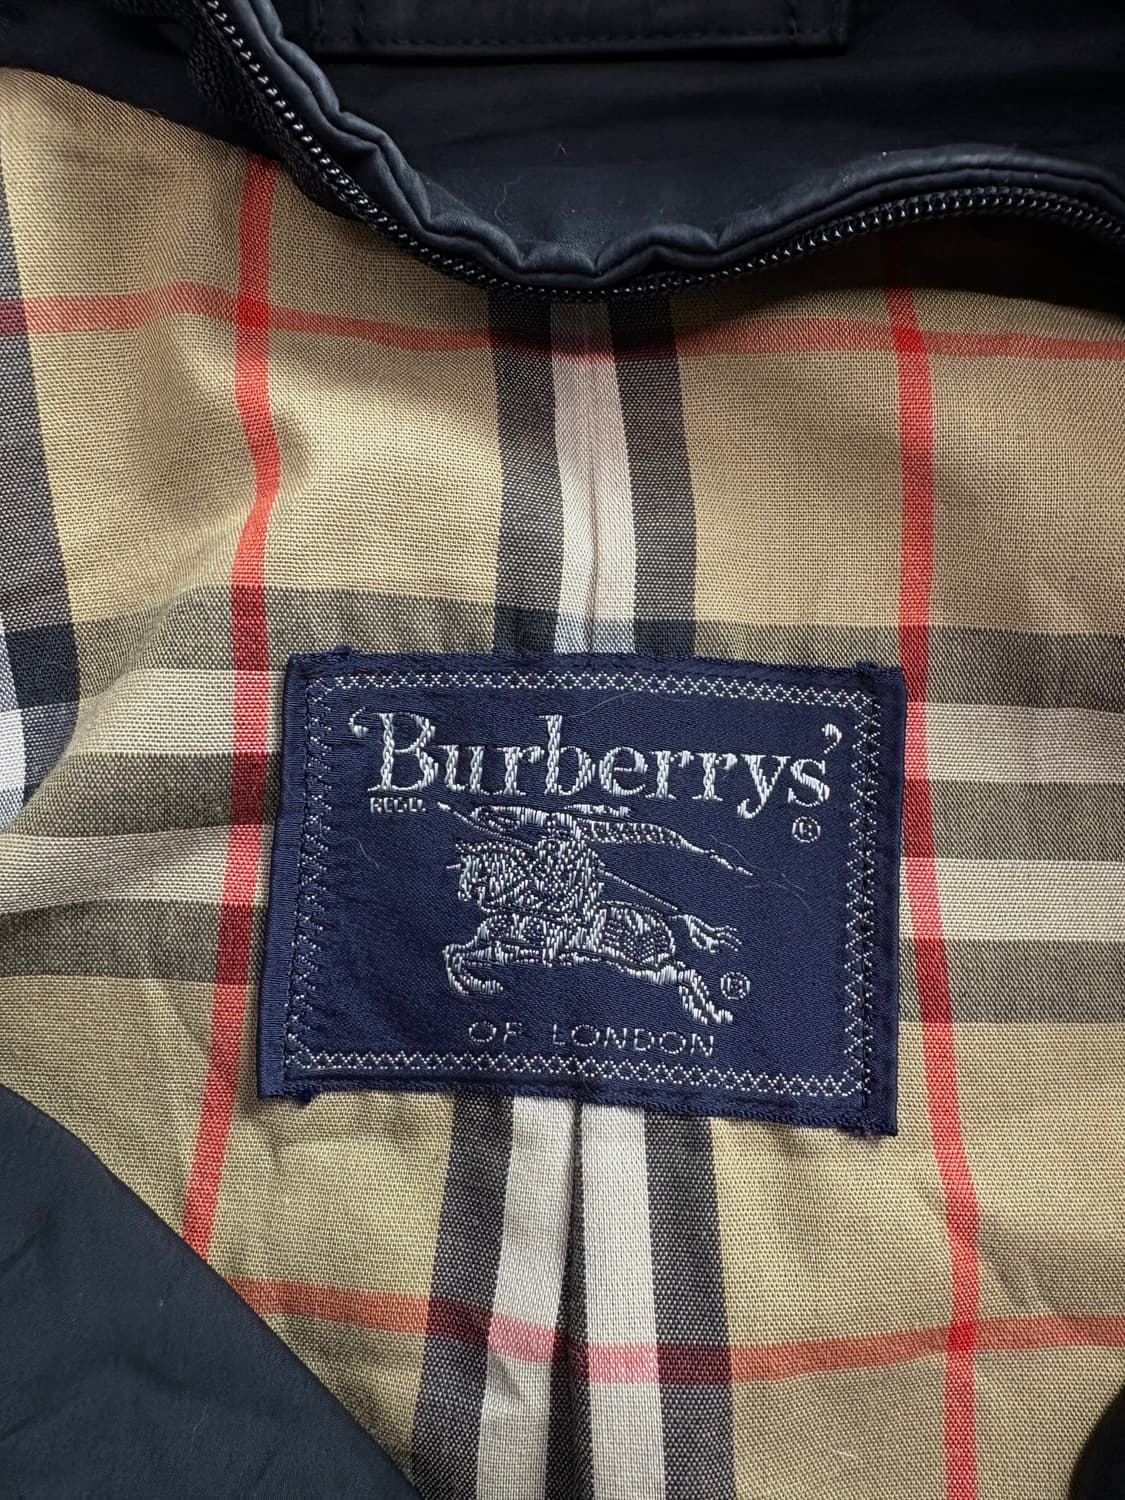 ‘Burberrys’
REGD. ®
®
OF LONDON